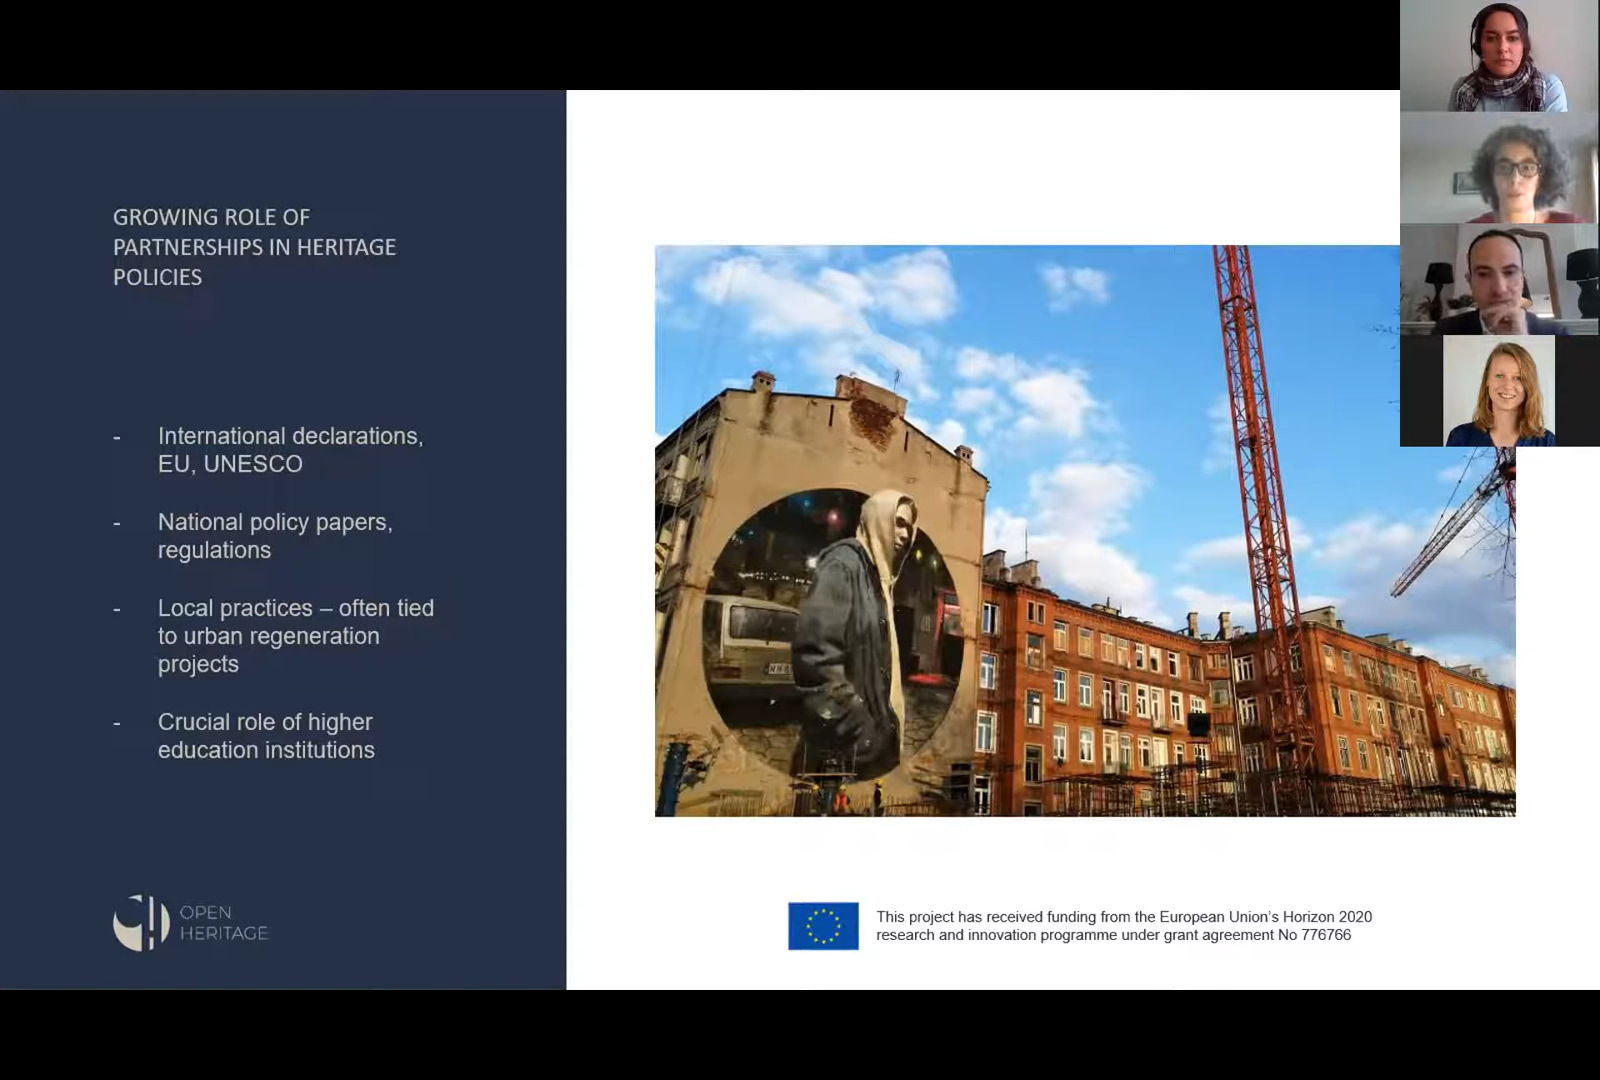 GROWING ROLE OF
PARTNERSHIPS IN HERITAGE
POLICIES
- International declarations,
EU, UNESCO
- National policy papers,
regulations
- Local practices – often tied
to urban regeneration
projects
- Crucial role of higher
education institutions
OPEN
HERITAGE
This project has received funding from the European Union's Horizon 2020
research and innovation programme under grant agreement No 776766